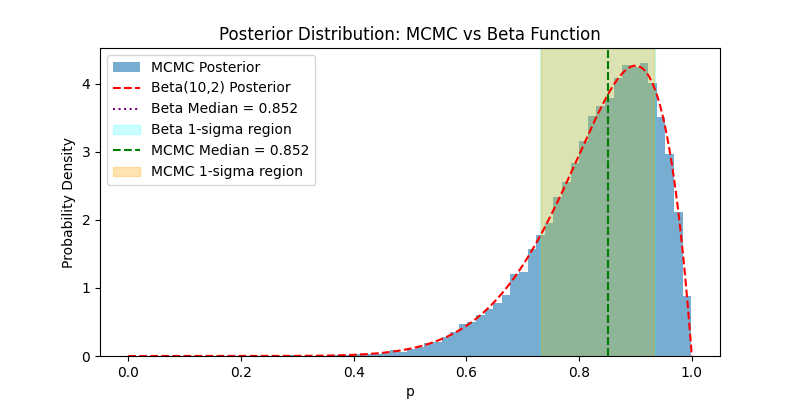 Posterior Distribution: MCMC vs Beta Function
MCMC Posterior
Beta(10,2) Posterior
Beta Median = 0.852
Beta 1-sigma region
MCMC Median = 0.852
MCMC 1-sigma region
Probability Density
4
3
2
1
0
0.0 0.2 0.4 0.6 0.8 1.0
p